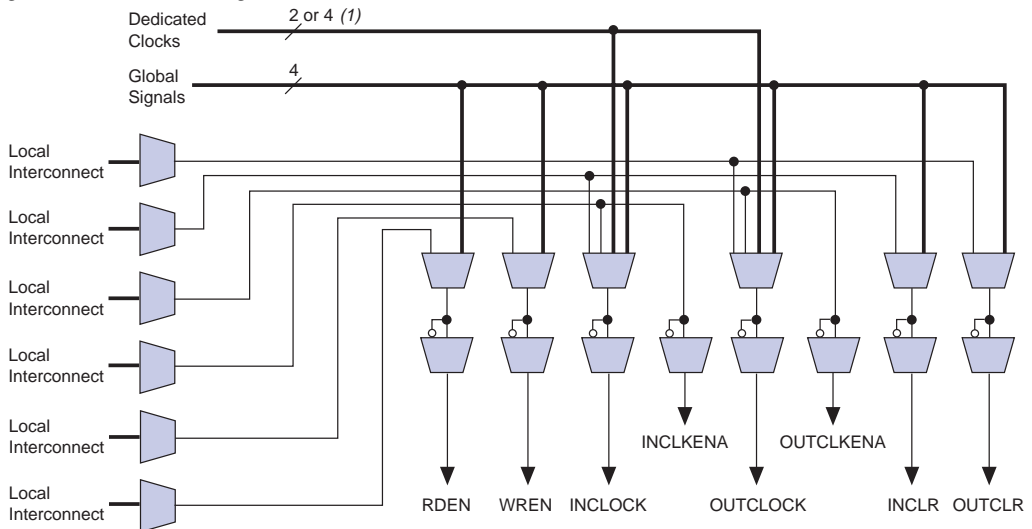 Dedicated
Clocks
2 or 4 (1)
Global
Signals
4
Local
Interconnect
Local
Interconnect
Local
Interconnect
Local
Interconnect
Local
Interconnect
Local
Interconnect
INCLKENA
OUTCLKENA
RDEN
WREN
INCLOCK
OUTCLOCK
INCLR
OUTCLR